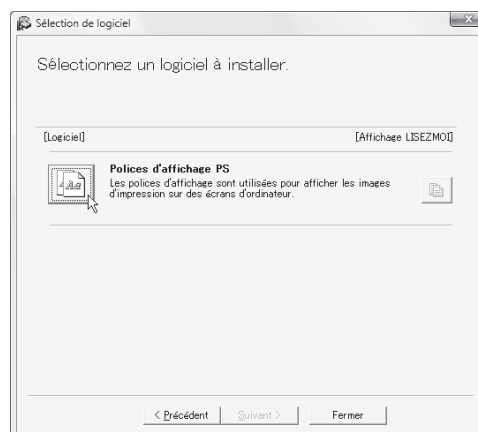 Sélection de logiciel
Sélectionnez un logiciel à installer.
[Logiciel] [Affichage LISEZMOI]
Polices d'affichage PS
Les polices d'affichage sont utilisées pour afficher les images
d'impression sur des écrans d'ordinateur.
< Précédent Suivant > Fermer